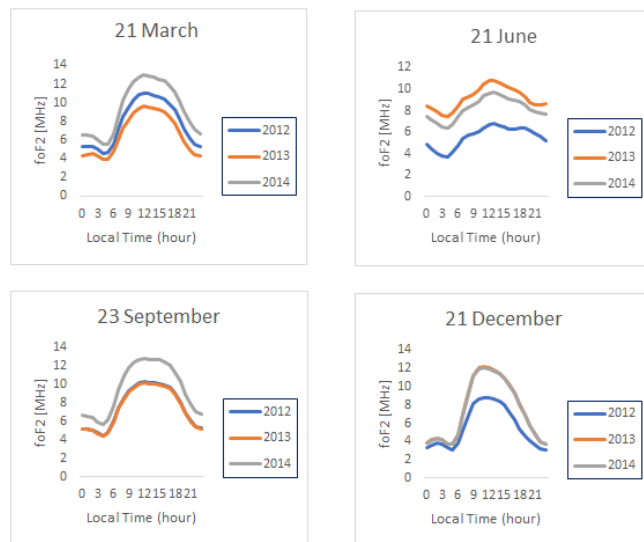 21 March
14
12
10
8
6
4
2
0
foF2 [MHz]
0 3 6 9 12 15 18 21
Local Time (hour)
2012
2013
2014
21 June
12
10
8
6
4
2
0
foF2 [MHz]
0 3 6 9 12 15 18 21
Local Time (hour)
2012
2013
2014
23 September
14
12
10
8
6
4
2
0
foF2 [MHz]
0 3 6 9 12 15 18 21
Local Time (hour)
2012
2013
2014
21 December
14
12
10
8
6
4
2
0
foF2 [MHz]
0 3 6 9 12 15 18 21
Local Time (hour)
2012
2013
2014